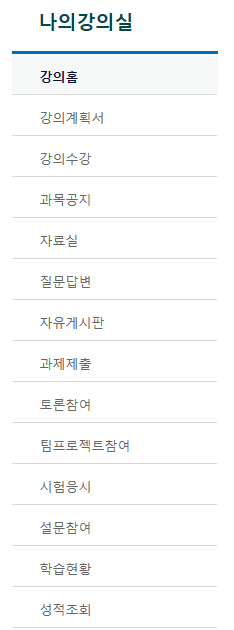 나의강의실
강의홈
강의계획서
강의수강
과목공지
자료실
질문답변
자유게시판
과제제출
토론참여
팀프로젝트참여
시험응시
설문참여
학습현황
성적조회